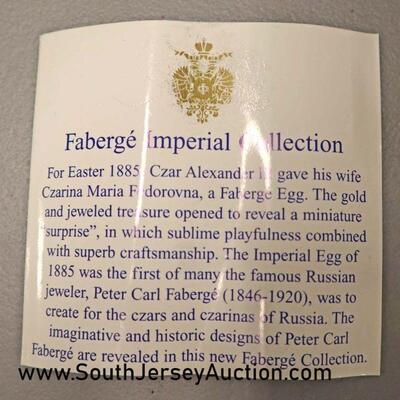 Fabergé Imperial Collection
For Easter 1885, Czar Alexander III gave his wife
Czarina Maria Fedorovna, a Faberge Egg. The gold
and jeweled treasure opened to reveal a miniature
"surprise", in which sublime playfulness combined
with superb craftsmanship. The Imperial Egg of
1885 was the first of many the famous Russian
jeweler, Peter Carl Fabergé (1846-1920), was to
create for the czars and czarinas of Russia. The
imaginative and historic designs of Peter Carl
Fabergé are revealed in this new Fabergé Collection.
www.SouthJerseyAuction.com